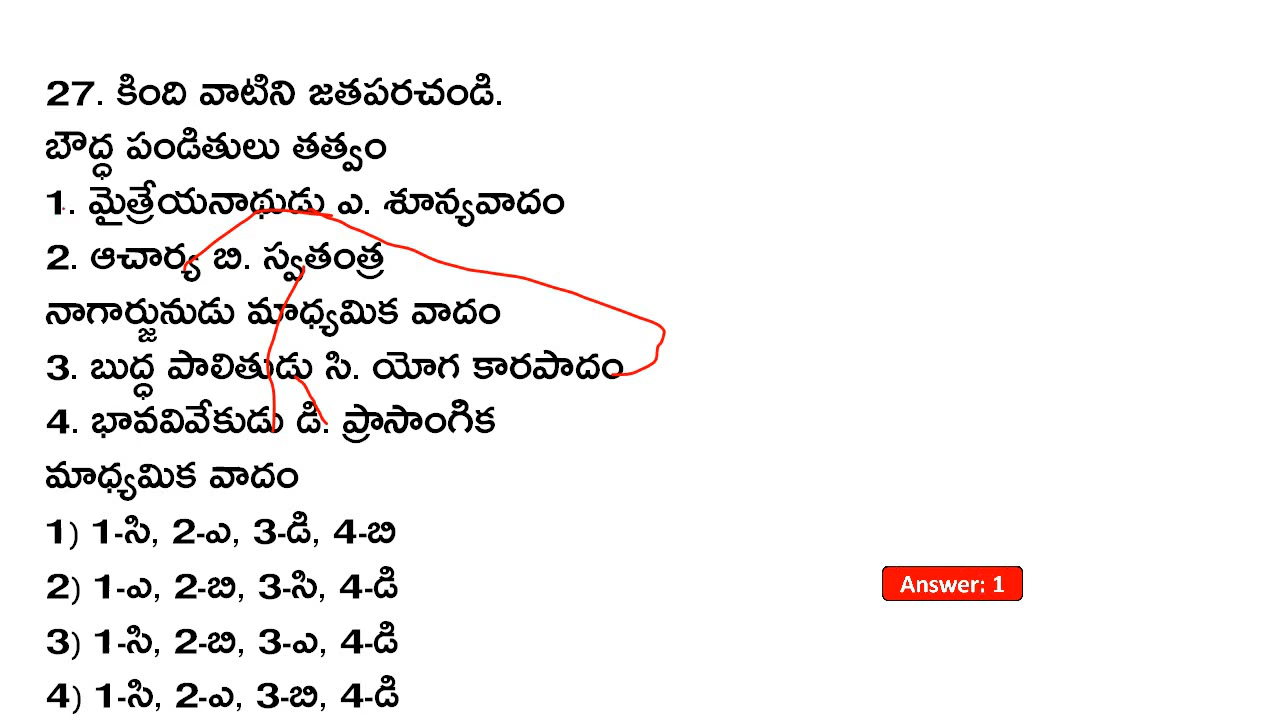 27. కింది వాటిని జతపరచండి.
బౌద్ధ పండితులు తత్వం
1. మైత్రేయనాథుడు ఎ. శూన్యవాదం
2. ఆచార్య బి. స్వతంత్ర
నాగార్జునుడు మాధ్యమిక వాదం
3. బుద్ధ పాలితుడు సి. యోగ కారపాదం
4. భావవివేకుడు డి. ప్రాసాంగిక
మాధ్యమిక వాదం
1) 1-సి, 2-ఎ, 3-డి, 4-బి
2) 1-ఎ, 2-బి, 3-సి, 4-డి
3) 1-సి, 2-బి, 3-ఎ, 4-డి
4) 1-సి, 2-ఎ, 3-బి, 4-డి
Answer: 1